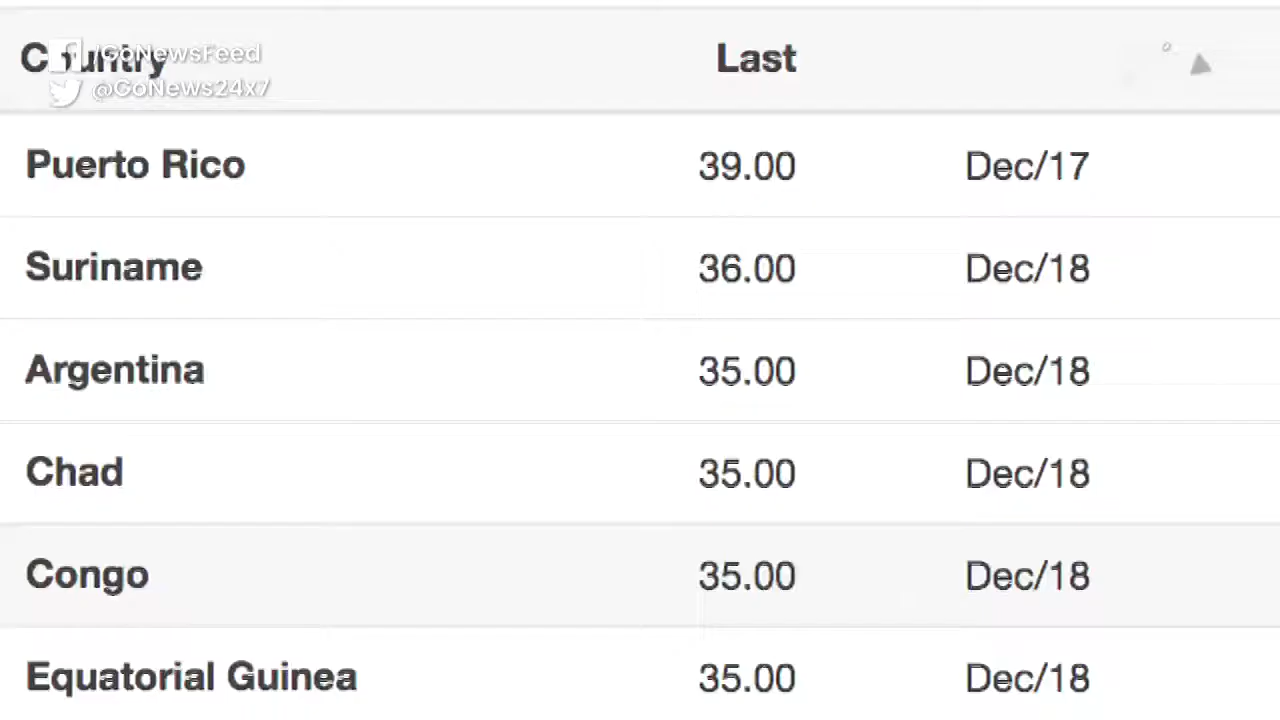 Country Last
/GoNewsFeed
@GoNews24x7
Puerto Rico 39.00 Dec/17
Suriname 36.00 Dec/18
Argentina 35.00 Dec/18
Chad 35.00 Dec/18
Congo 35.00 Dec/18
Equatorial Guinea 35.00 Dec/18